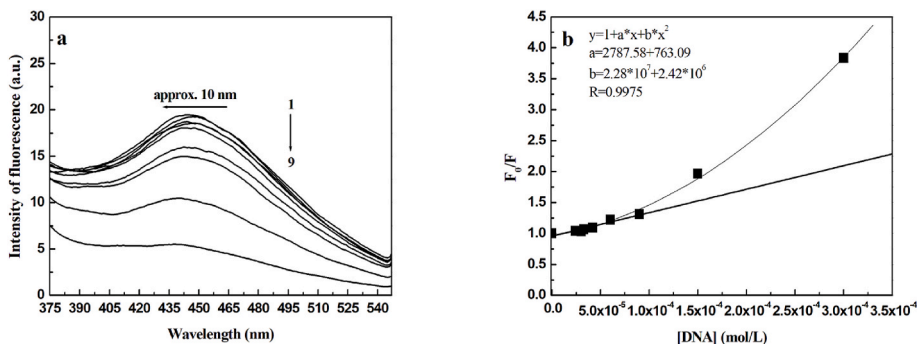 a
approx. 10 nm
1
9
Intensity of fluorescence (a.u.)
30
25
20
15
10
5
0
375 390 405 420 435 450 465 480 495 510 525 540
Wavelength (nm)
b
y=1+a*x+b*x²
a=2787.58+763.09
b=2.28*10⁷+2.42*10⁶
R=0.9975
F₀/F
4.5
4.0
3.5
3.0
2.5
2.0
1.5
1.0
0.5
0.0
0.0 5.0x10⁻⁵ 1.0x10⁻⁴ 1.5x10⁻⁴ 2.0x10⁻⁴ 2.5x10⁻⁴ 3.0x10⁻⁴ 3.5x10⁻⁴
[DNA] (mol/L)